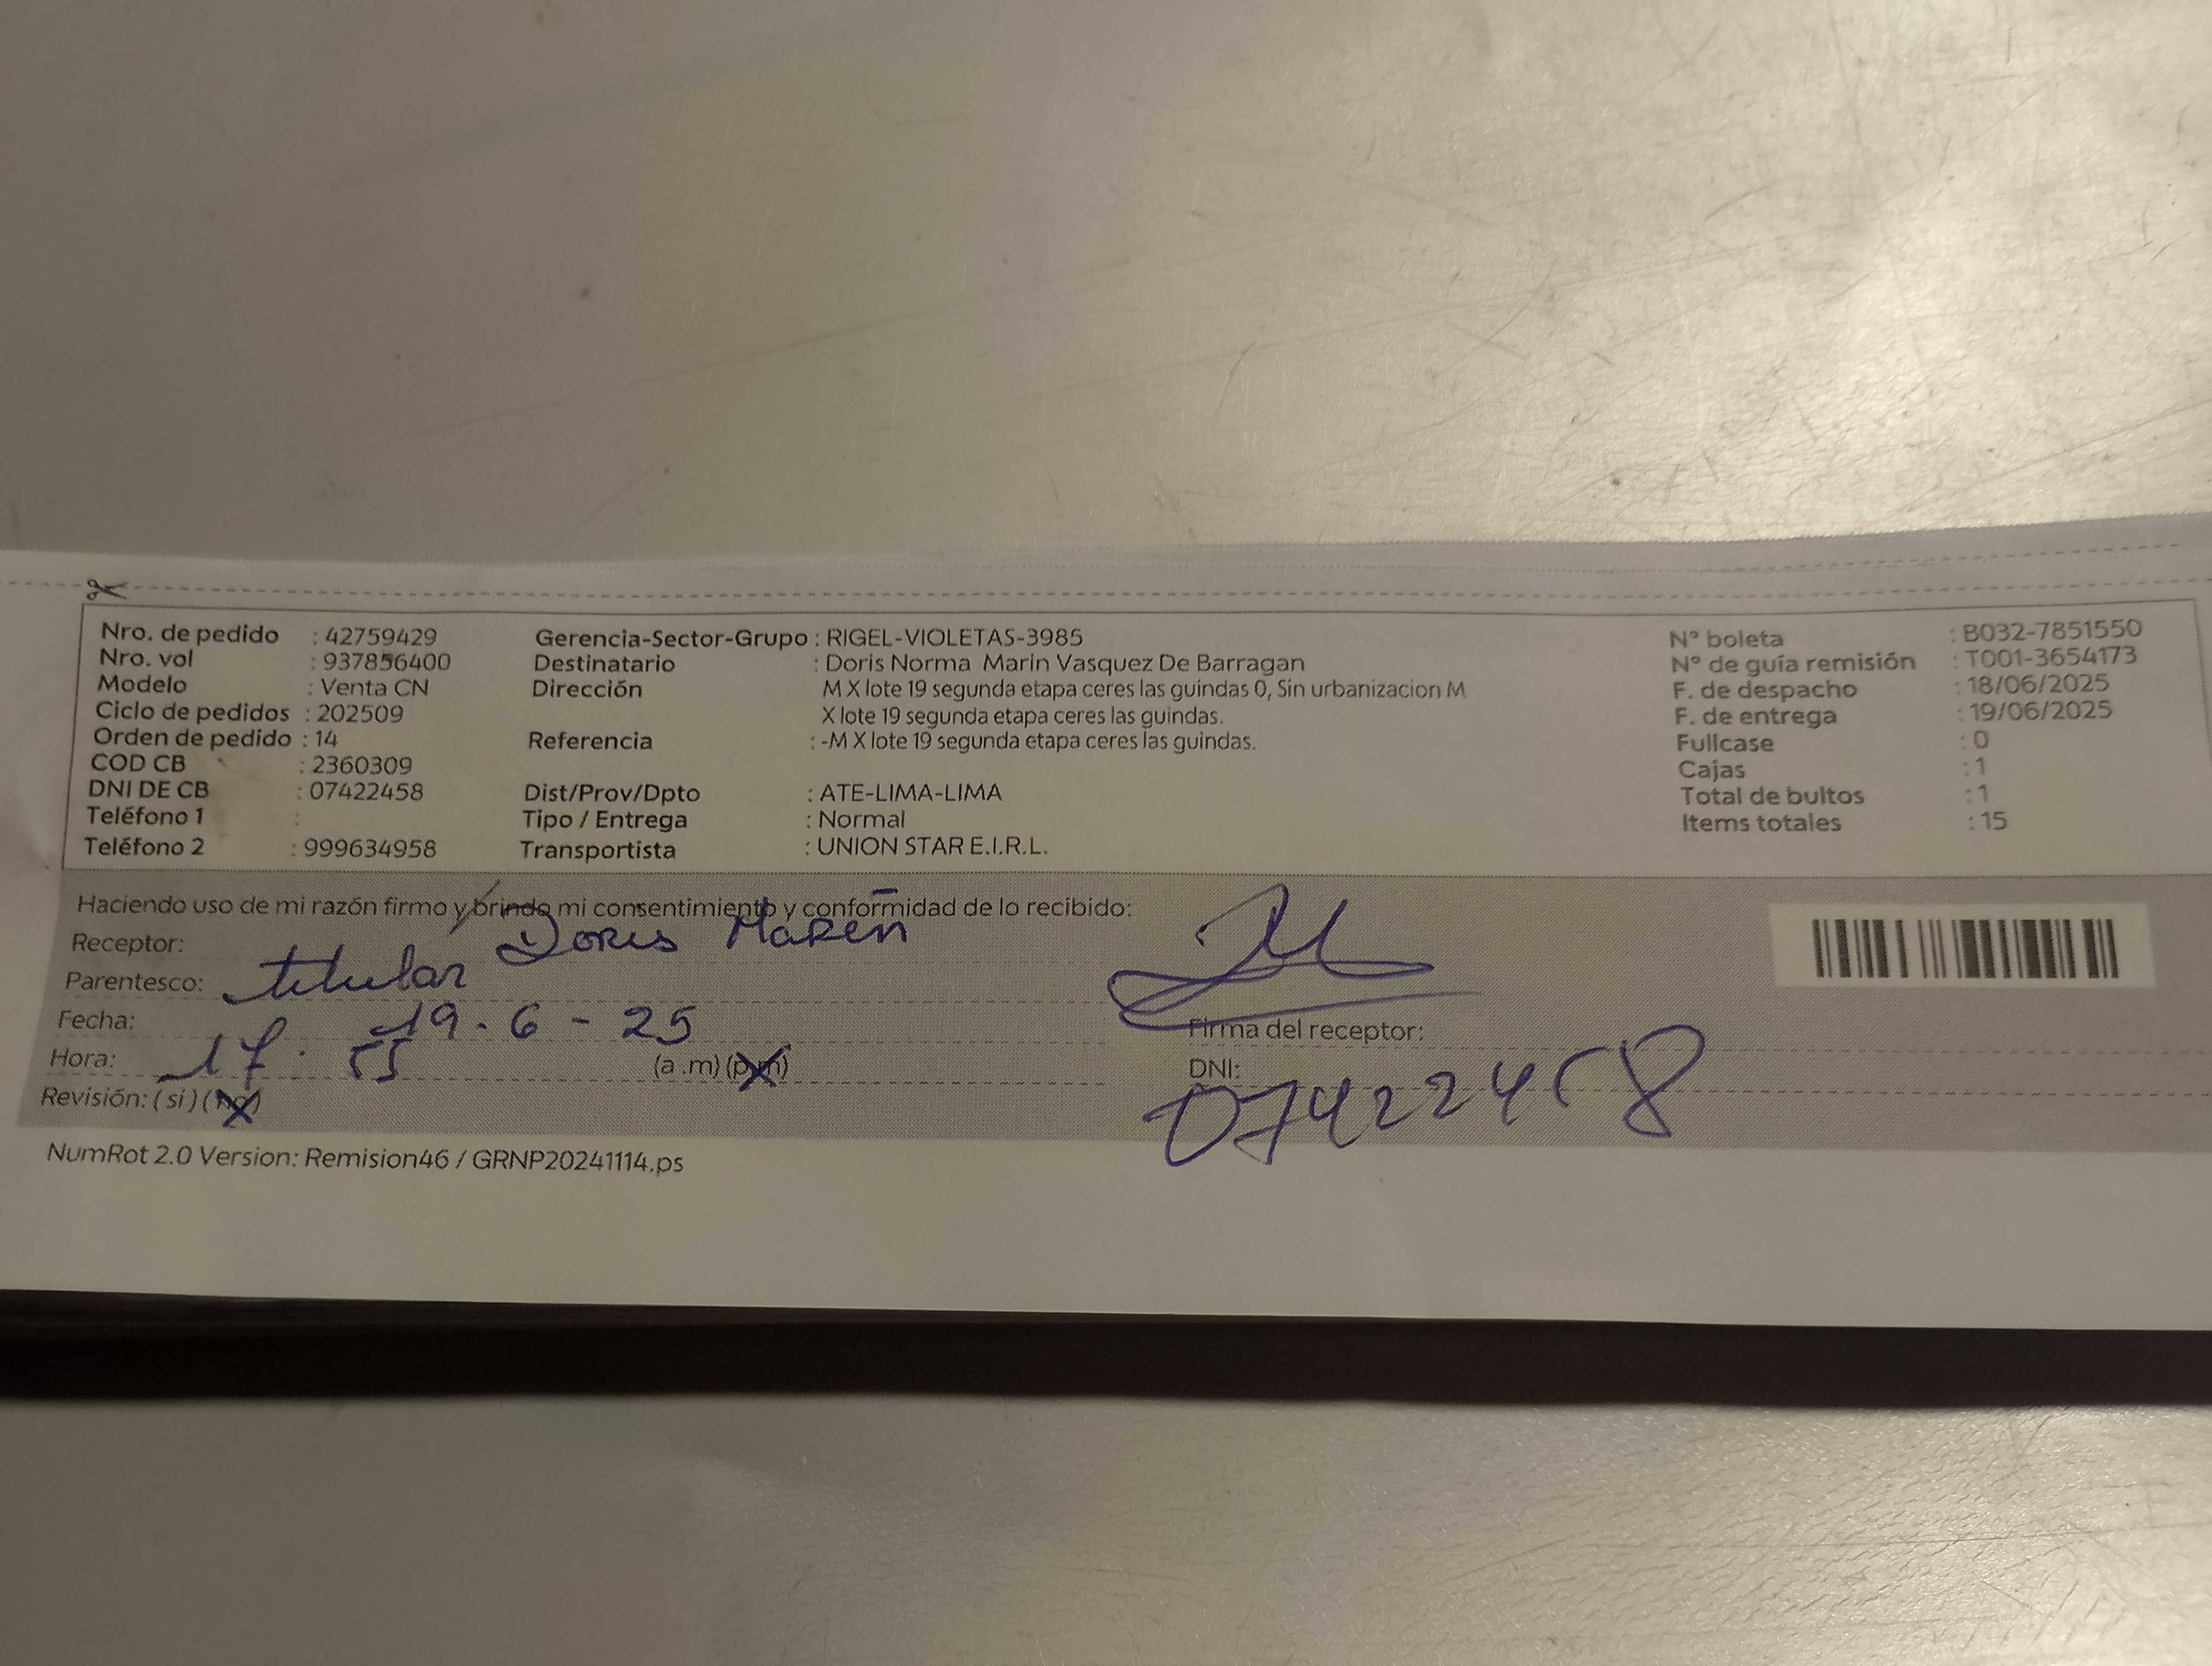 Nro. de pedido : 42759429
Nro. vol : 937856400
Modelo : Venta CN
Ciclo de pedidos : 202509
Orden de pedido : 14
COD CB : 2360309
DNI DE CB : 07422458
Teléfono 1 :
Teléfono 2 : 999634958
Gerencia-Sector-Grupo : RIGEL-VIOLETAS-3985
Destinatario : Doris Norma Marin Vasquez De Barragan
Dirección M X lote 19 segunda etapa ceres las guindas 0, Sin urbanizacion M
X lote 19 segunda etapa ceres las guindas.
Referencia : -M X lote 19 segunda etapa ceres las guindas.
Dist/Prov/Dpto : ATE-LIMA-LIMA
Tipo / Entrega : Normal
Transportista : UNION STAR E.I.R.L.
N° boleta : B032-7851550
N° de guía remisión : T001-3654173
F. de despacho : 18/06/2025
F. de entrega : 19/06/2025
Fullcase : 0
Cajas : 1
Total de bultos : 1
Items totales : 15
Haciendo uso de mi razón firmo y brindo mi consentimiento y conformidad de lo recibido:
Receptor: Doris Maren
Parentesco: titular
Fecha: 19-6-25
Hora: 17:55 (a .m) (p.m)
Revisión: ( si ) ( no )
Firma del receptor:
DNI: 07422458
NumRot 2.0 Version: Remision46 / GRNP20241114.ps